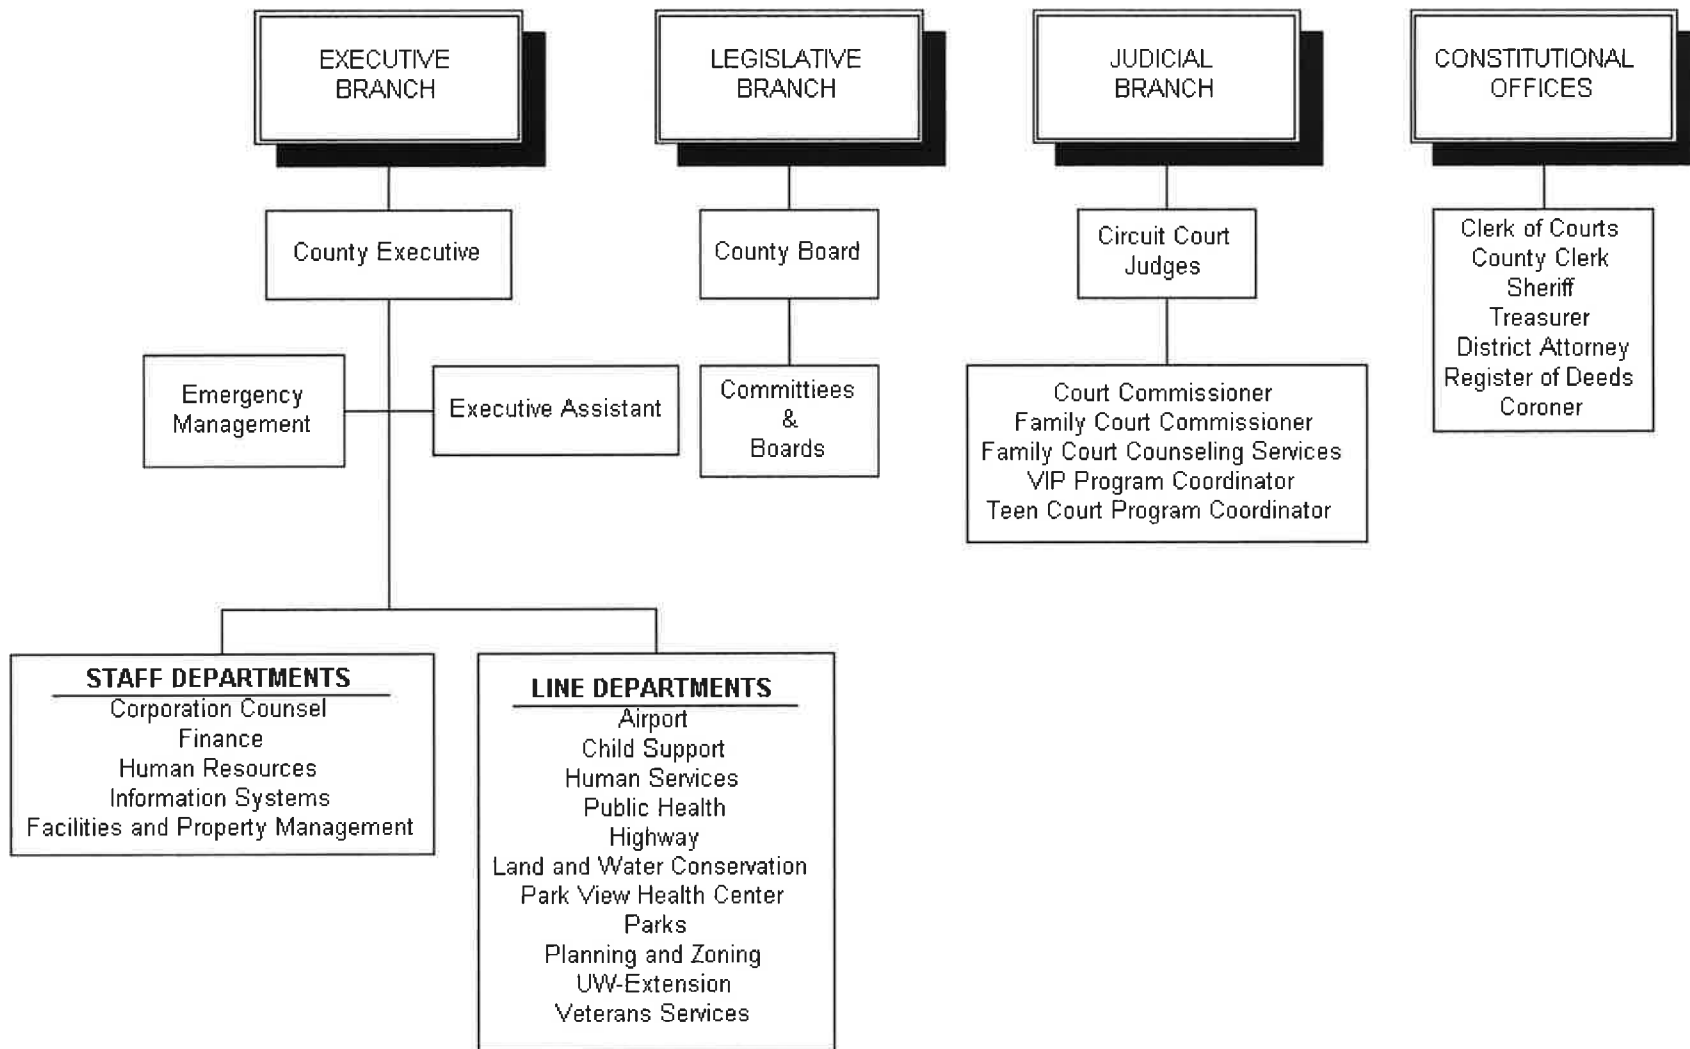 EXECUTIVE
BRANCH
LEGISLATIVE
BRANCH
JUDICIAL
BRANCH
CONSTITUTIONAL
OFFICES
County Executive
County Board
Circuit Court
Judges
Clerk of Courts
County Clerk
Sheriff
Treasurer
District Attorney
Register of Deeds
Coroner
Emergency
Management
Executive Assistant
Committiees
&
Boards
Court Commissioner
Family Court Commissioner
Family Court Counseling Services
VIP Program Coordinator
Teen Court Program Coordinator
STAFF DEPARTMENTS
Corporation Counsel
Finance
Human Resources
Information Systems
Facilities and Property Management
LINE DEPARTMENTS
Airport
Child Support
Human Services
Public Health
Highway
Land and Water Conservation
Park View Health Center
Parks
Planning and Zoning
UW-Extension
Veterans Services